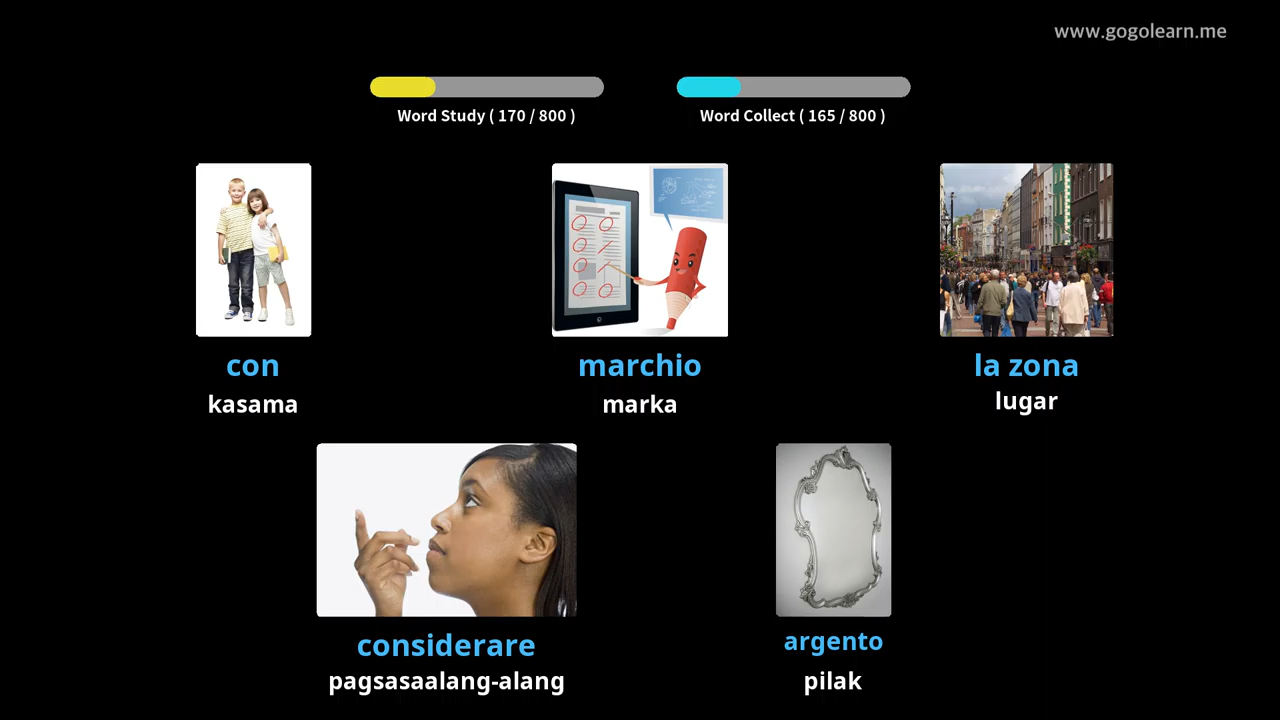 www.gogolearn.me
Word Study ( 170 / 800 )
Word Collect ( 165 / 800 )
con
kasama
marchio
marka
la zona
lugar
considerare
pagsasaalang-alang
argento
pilak